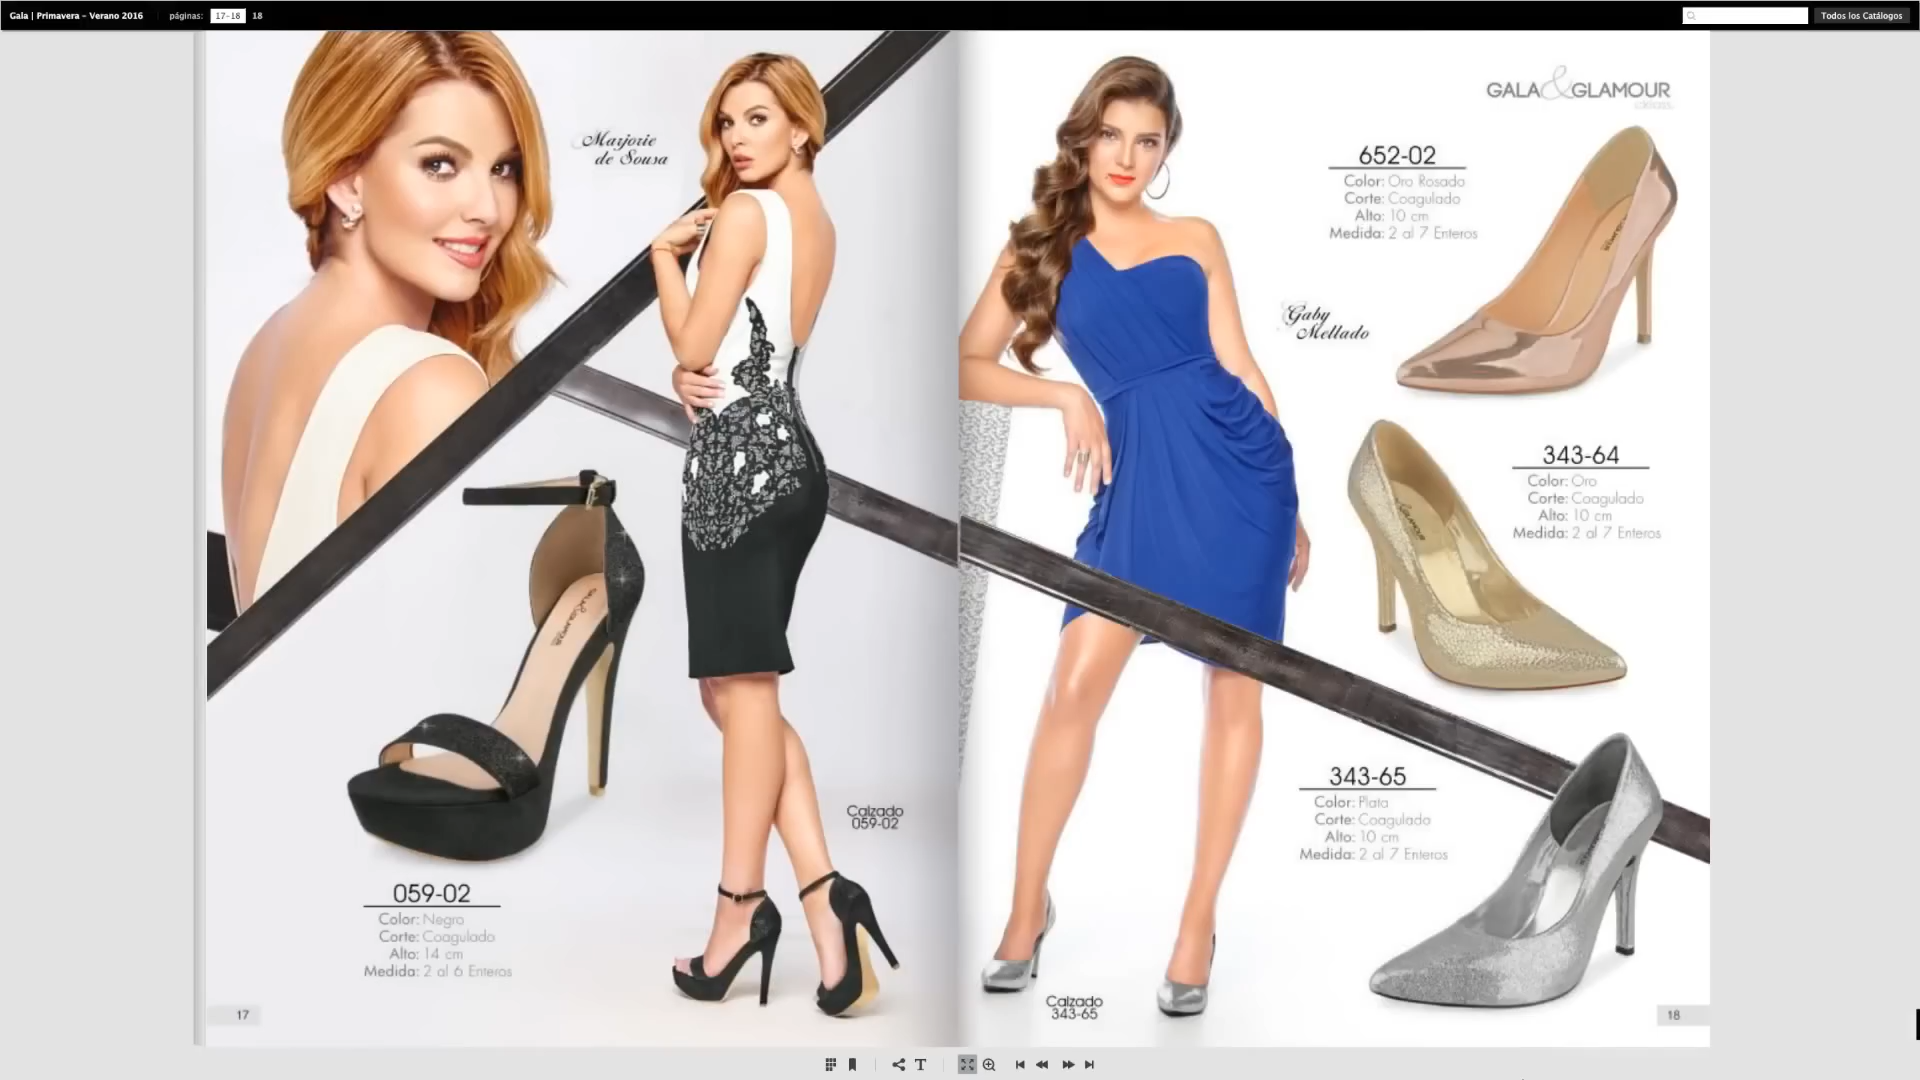 Gala | Primavera - Verano 2016
páginas:
17-18
18
Todos los Catálogos
Marjorie
de Sousa
Calzado
059-02
059-02
Color: Negro
Corte: Coagulado
Alto: 14 cm
Medida: 2 al 6 Enteros
17
GALA&GLAMOUR
652-02
Color: Oro Rosado
Corte: Coagulado
Alto: 10 cm
Medida: 2 al 7 Enteros
Gaby
Mellado
343-64
Color: Oro
Corte: Coagulado
Alto: 10 cm
Medida: 2 al 7 Enteros
343-65
Color: Plata
Corte: Coagulado
Alto: 10 cm
Medida: 2 al 7 Enteros
Calzado
343-65
18
T